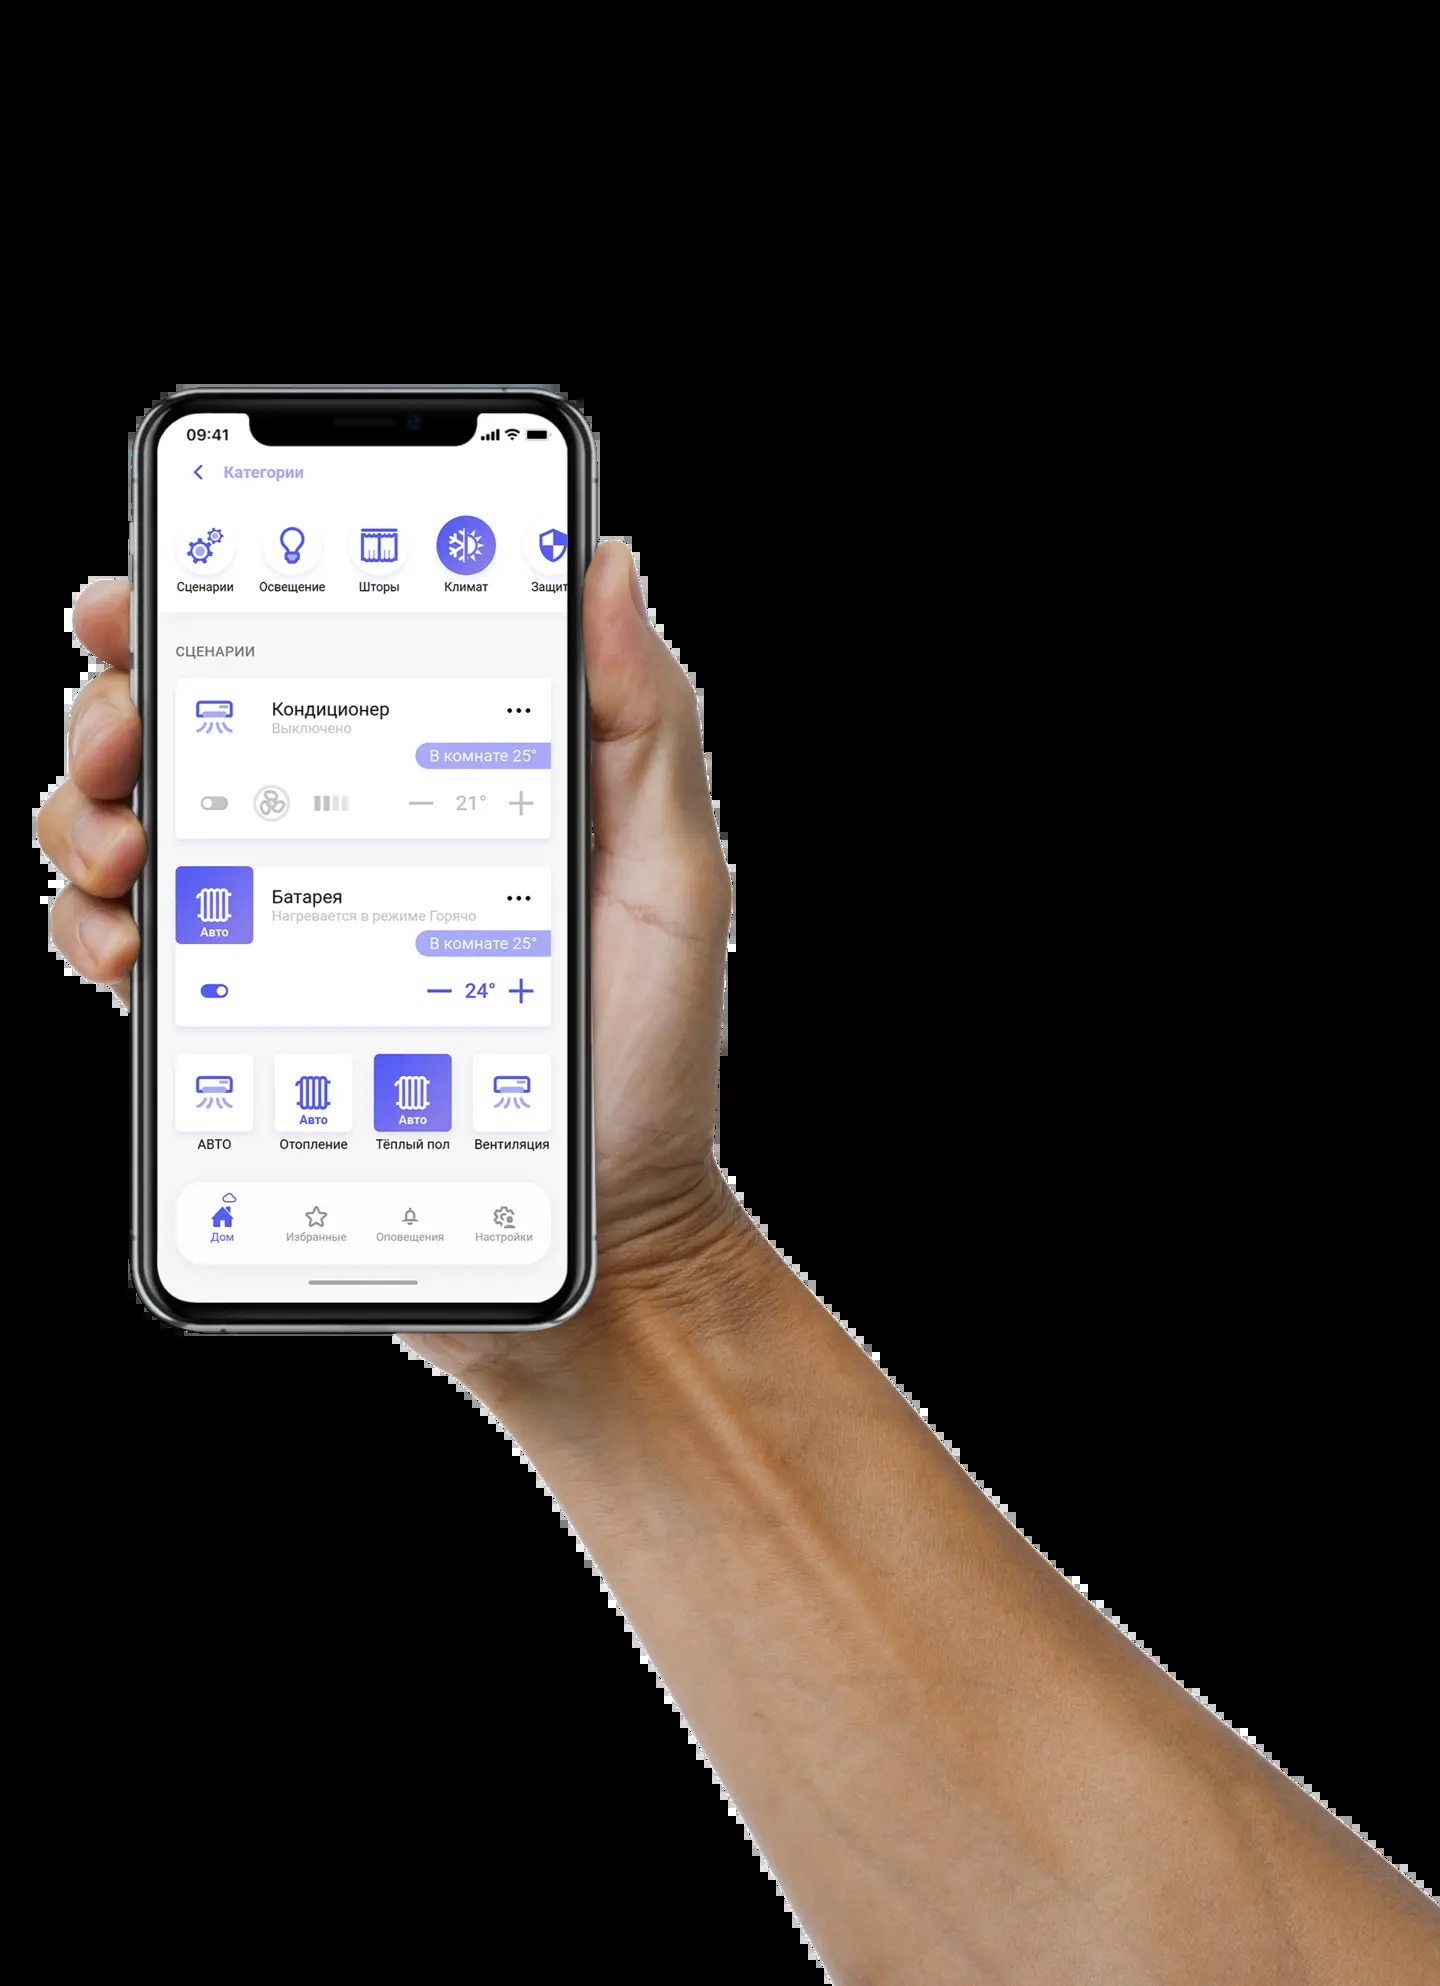 09:41
Категории
Сценарии Освещение Шторы Климат Защит
СЦЕНАРИИ
Кондиционер
Выключено
В комнате 25°
21°
Батарея
Авто
Нагревается в режиме Горячо
В комнате 25°
24°
Авто Авто
АВТО Отопление Тёплый пол Вентиляция
Дом Избранные Оповещения Настройки